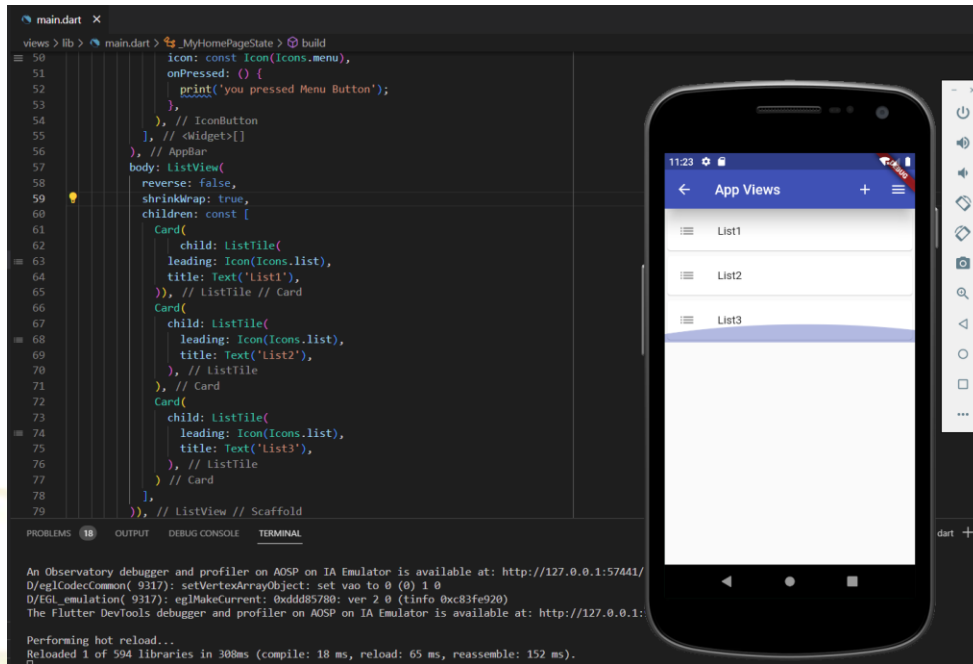 main.dart ×
views > lib > main.dart > _MyHomePageState > build
50 icon: const Icon(Icons.menu),
51 onPressed: () {
52 print('you pressed Menu Button');
53 },
54 ), // IconButton
55 ], // <Widget>[]
56 ), // AppBar
57 body: ListView(
58 reverse: false,
59 shrinkWrap: true,
60 children: const [
61 Card(
62 child: ListTile(
63 leading: Icon(Icons.list),
64 title: Text('List1'),
65 )), // ListTile // Card
66 Card(
67 child: ListTile(
68 leading: Icon(Icons.list),
69 title: Text('List2'),
70 ), // ListTile
71 ), // Card
72 Card(
73 child: ListTile(
74 leading: Icon(Icons.list),
75 title: Text('List3'),
76 ), // ListTile
77 ) // Card
78 ],
79 )), // ListView // Scaffold
PROBLEMS 18 OUTPUT DEBUG CONSOLE TERMINAL
dart
An Observatory debugger and profiler on AOSP on IA Emulator is available at: http://127.0.0.1:57441/
D/eglCodecCommon( 9317): setVertexArrayObject: set vao to 0 (0) 1 0
D/EGL_emulation( 9317): eglMakeCurrent: 0xddd85780: ver 2 0 (tinfo 0xc83fe920)
The Flutter DevTools debugger and profiler on AOSP on IA Emulator is available at: http://127.0.0.1:
Performing hot reload...
Reloaded 1 of 594 libraries in 308ms (compile: 18 ms, reload: 65 ms, reassemble: 152 ms).
11:23
App Views
List1
List2
List3